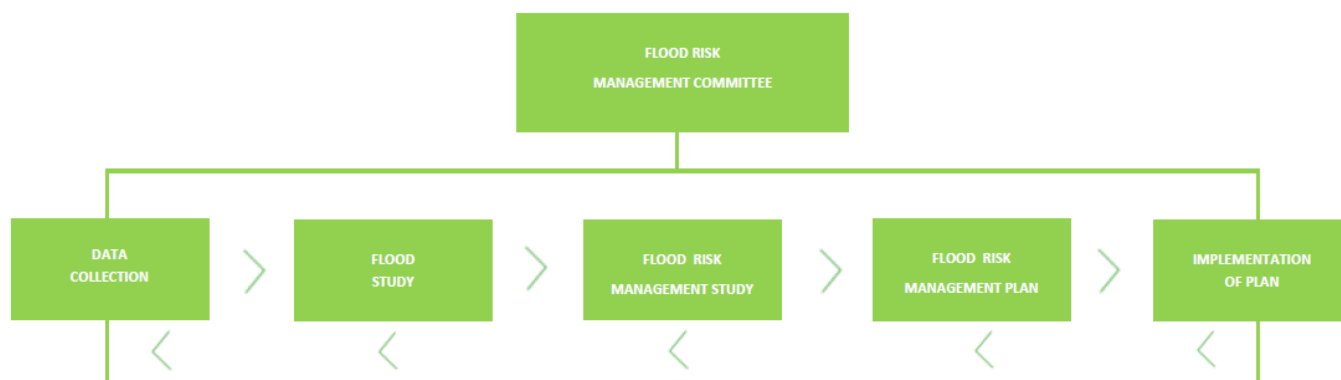 FLOOD RISK
MANAGEMENT COMMITTEE
DATA
COLLECTION
FLOOD
STUDY
FLOOD RISK
MANAGEMENT STUDY
FLOOD RISK
MANAGEMENT PLAN
IMPLEMENTATION
OF PLAN